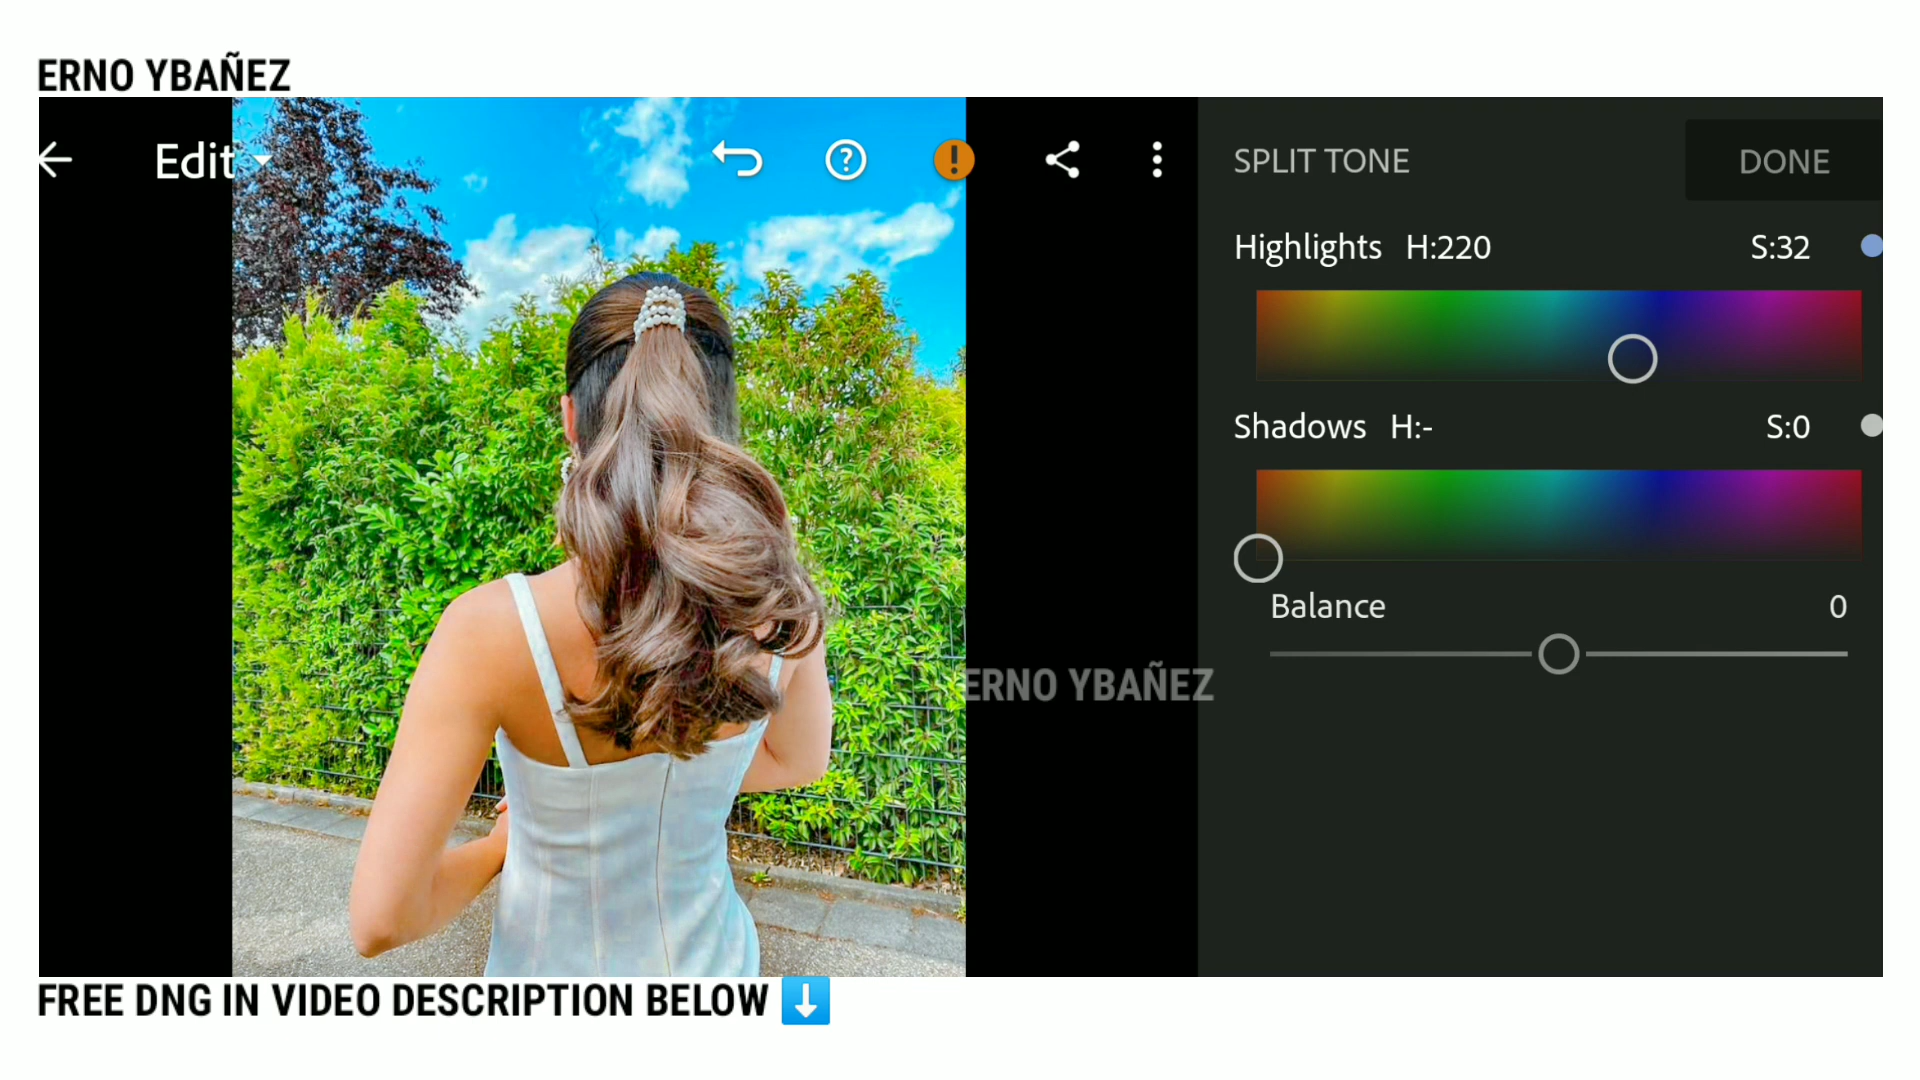 ERNO YBAÑEZ
Edit
SPLIT TONE
DONE
Highlights H:220 S:32
Shadows H:- S:0
Balance 0
ERNO YBAÑEZ
FREE DNG IN VIDEO DESCRIPTION BELOW ⬇️